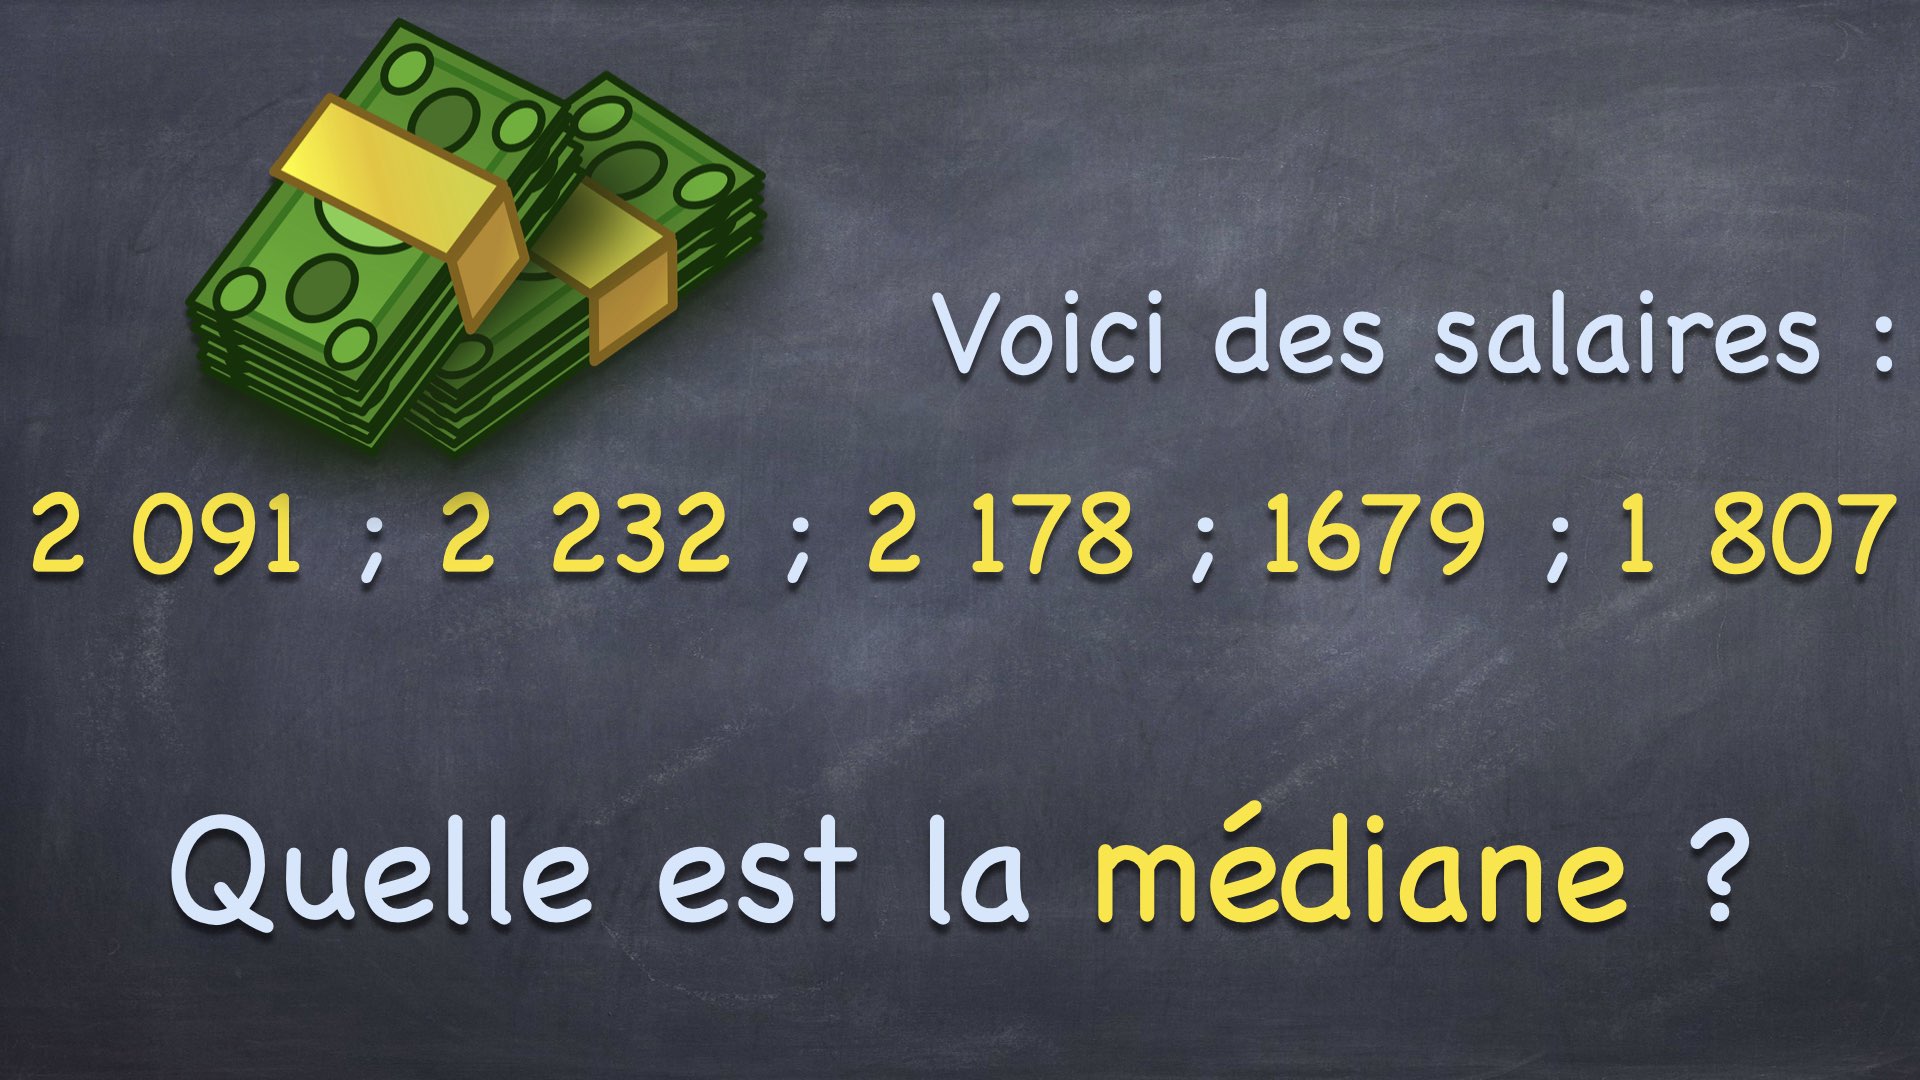 Voici des salaires :
2 091 ; 2 232 ; 2 178 ; 1679 ; 1 807
Quelle est la médiane ?